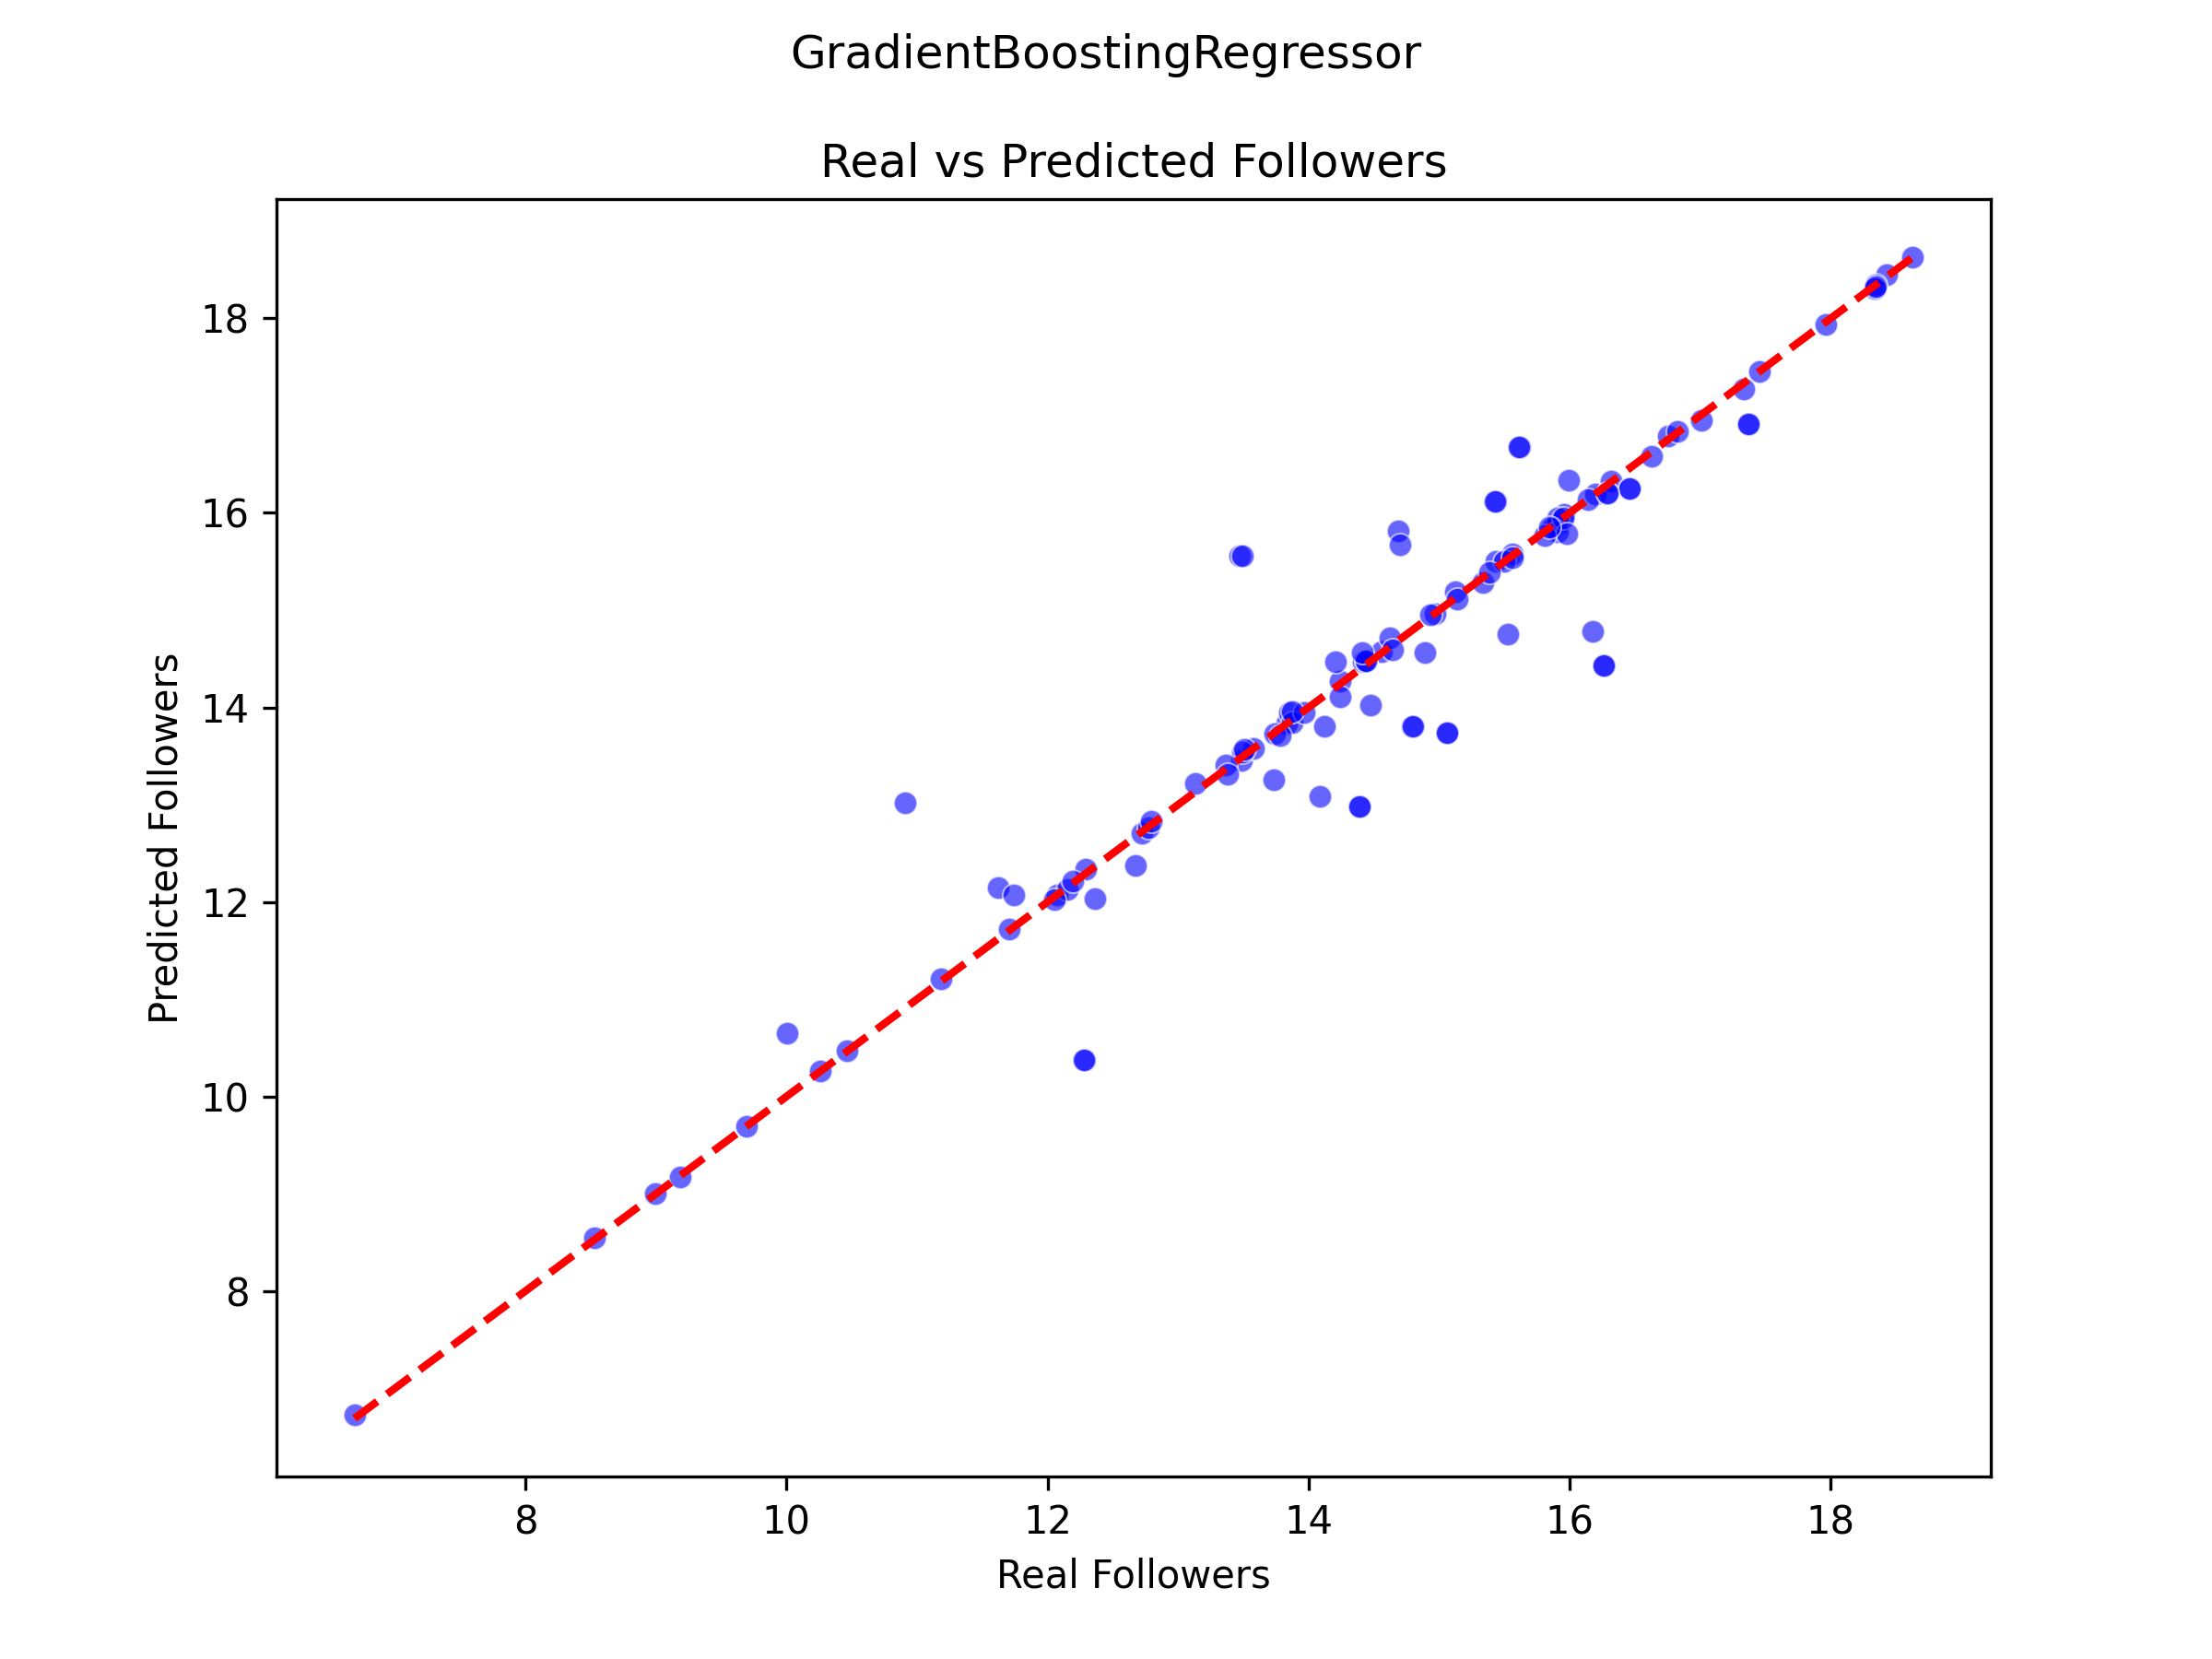 GradientBoostingRegressor
Real vs Predicted Followers
Predicted Followers
18
16
14
12
10
8
8 10 12 14 16 18
Real Followers